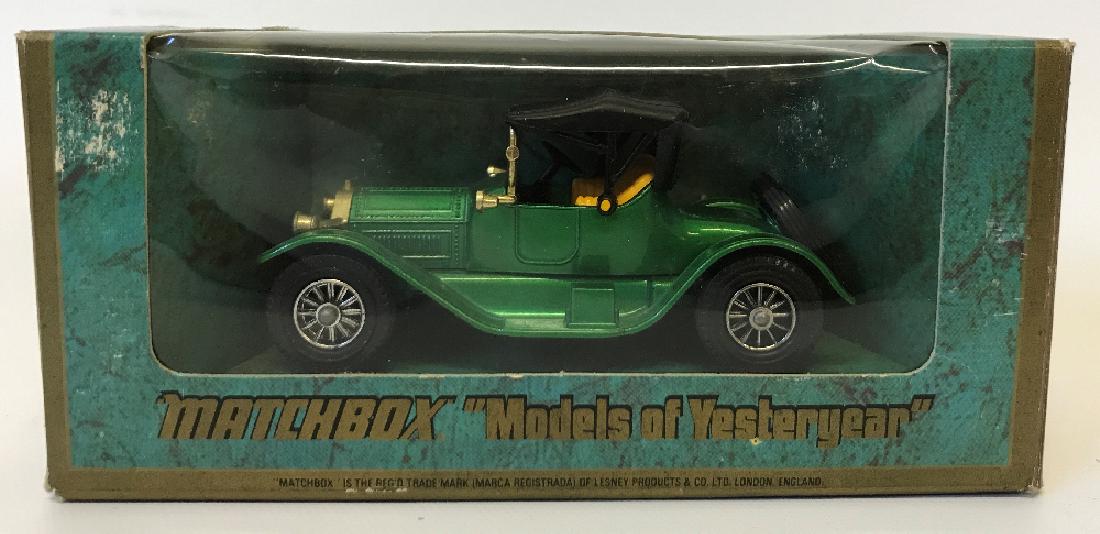 MATCHBOX "Models of Yesteryear"
"MATCHBOX" IS THE REG'D TRADE MARK (MARCA REGISTRADA) OF LESNEY PRODUCTS & CO. LTD. LONDON, ENGLAND.